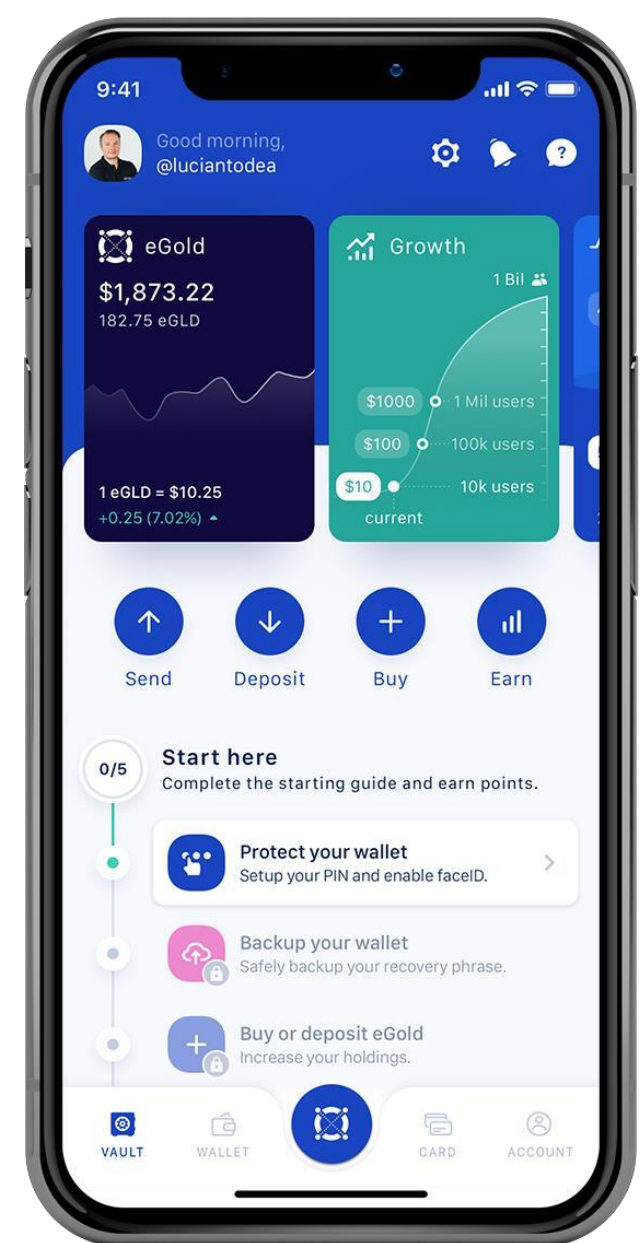 9:41
Good morning,
@luciantodea
?
eGold
$1,873.22
182.75 eGLD
1 eGLD = $10.25
+0.25 (7.02%)
Growth
1 Bil
$1000 1 Mil users
$100 100k users
$10 10k users
current
Send
Deposit
Buy
Earn
0/5
Start here
Complete the starting guide and earn points.
Protect your wallet
Setup your PIN and enable faceID.
Backup your wallet
Safely backup your recovery phrase.
Buy or deposit eGold
Increase your holdings.
VAULT
WALLET
CARD
ACCOUNT